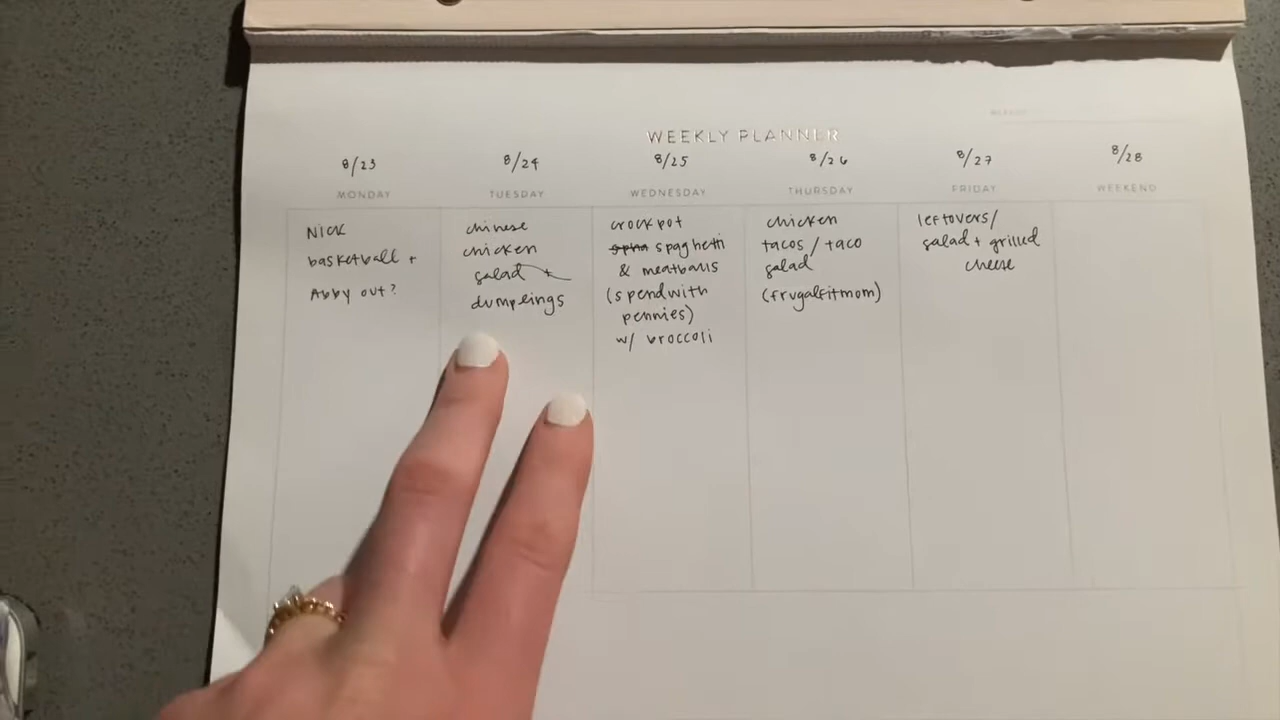 WEEKLY PLANNER
8/23
8/24
8/25
8/26
8/27
8/28
MONDAY
TUESDAY
WEDNESDAY
THURSDAY
FRIDAY
WEEKEND
NICK
basketball +
Abby out?
chinese
chicken
salad +
dumplings
crockpot
spaghetti
& meatballs
(spendwith
pennies)
w/ broccoli
chicken
tacos / taco
salad
(frugalfitmom)
leftovers/
salad + grilled
cheese